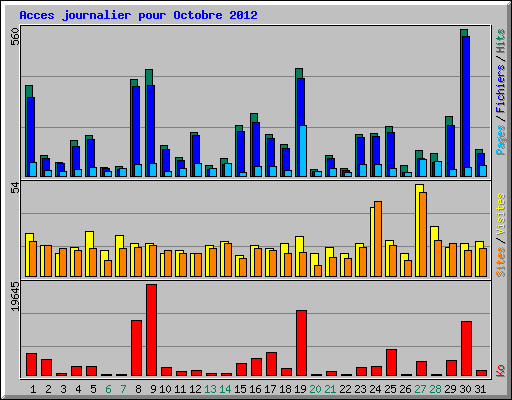 Acces journalier pour Octobre 2012
560
Pages / Fichiers / Hits
54
Sites / Visites
19645
Ko
1 2 3 4 5 6 7 8 9 10 11 12 13 14 15 16 17 18 19 20 21 22 23 24 25 26 27 28 29 30 31